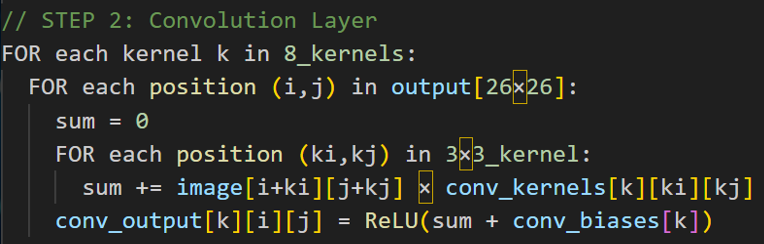 // STEP 2: Convolution Layer
FOR each kernel k in 8_kernels:
FOR each position (i,j) in output[26×26]:
sum = 0
FOR each position (ki,kj) in 3×3_kernel:
sum += image[i+ki][j+kj] × conv_kernels[k][ki][kj]
conv_output[k][i][j] = ReLU(sum + conv_biases[k])